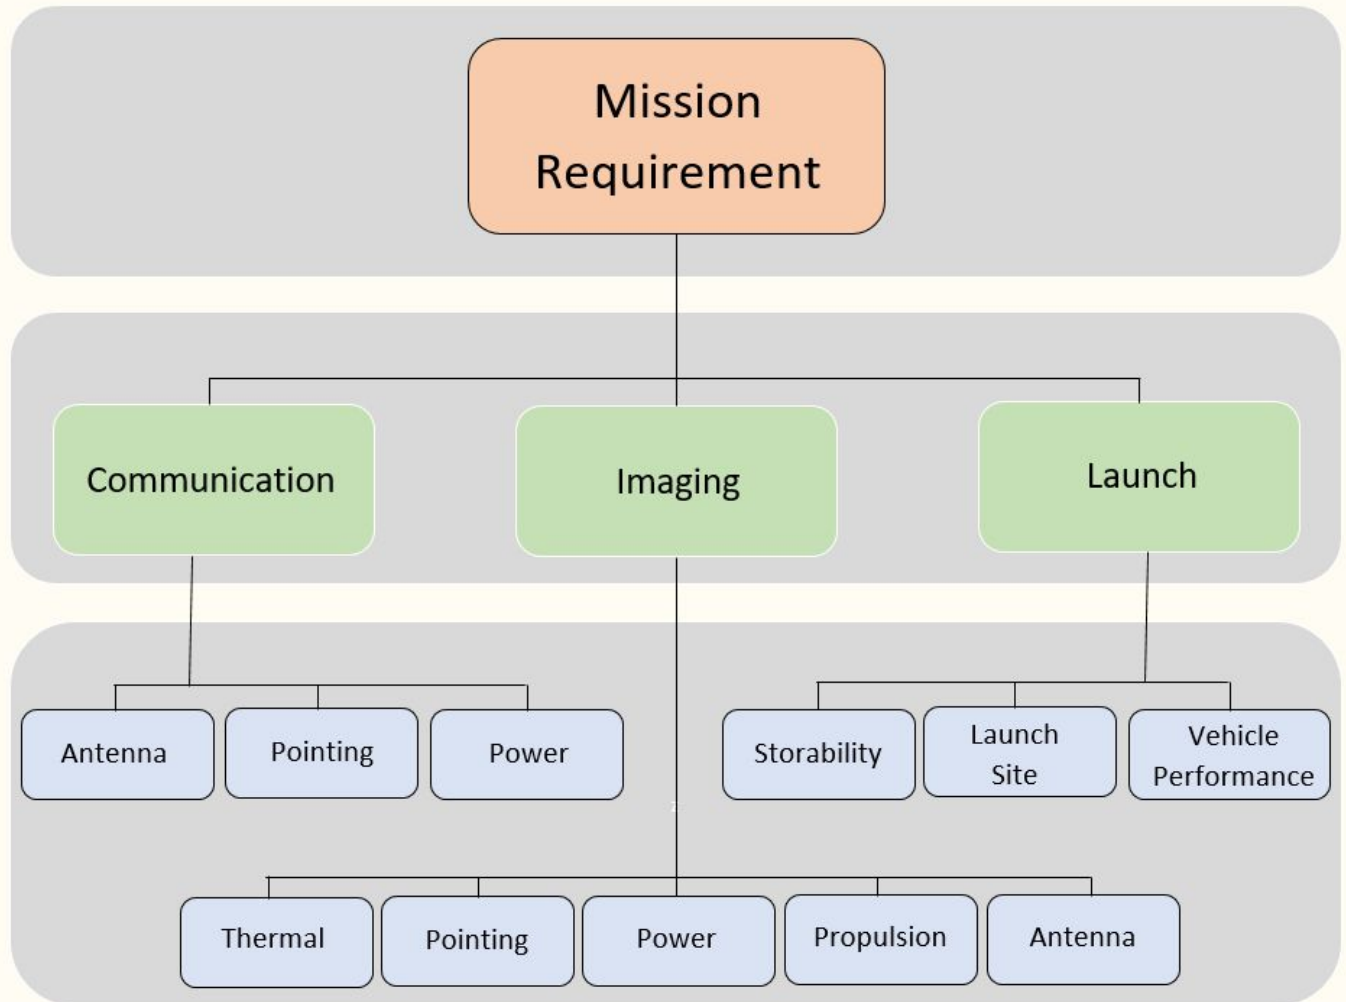 Mission
Requirement
Communication
Imaging
Launch
Antenna
Pointing
Power
Storability
Launch
Site
Vehicle
Performance
Thermal
Pointing
Power
Propulsion
Antenna